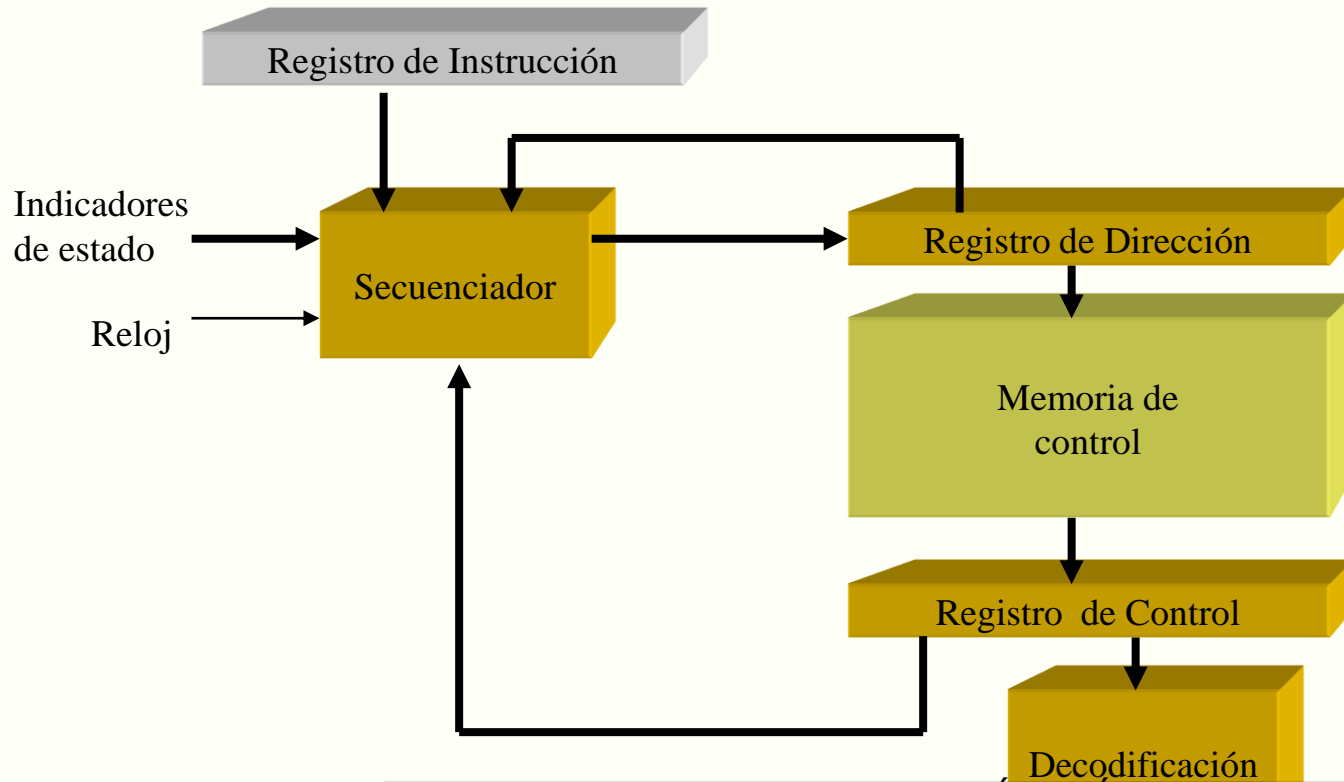 Registro de Instrucción
Indicadores
de estado
Reloj
Secuenciador
Registro de Dirección
Memoria de
control
Registro de Control
Decodificación